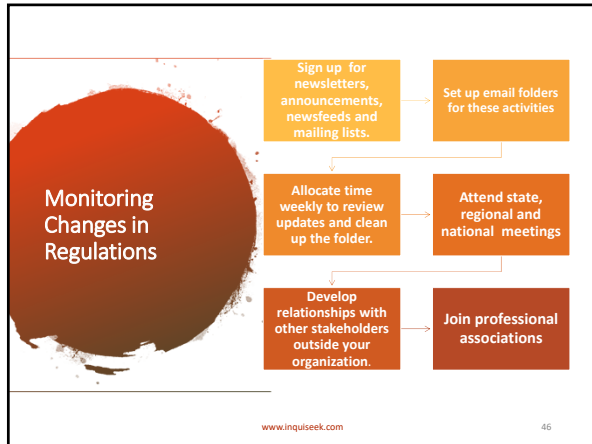 Monitoring
Changes in
Regulations
Sign up for
newsletters,
announcements,
newsfeeds and
mailing lists.
Set up email folders
for these activities
Allocate time
weekly to review
updates and clean
up the folder.
Attend state,
regional and
national meetings
Develop
relationships with
other stakeholders
outside your
organization.
Join professional
associations
www.inquiseek.com
46